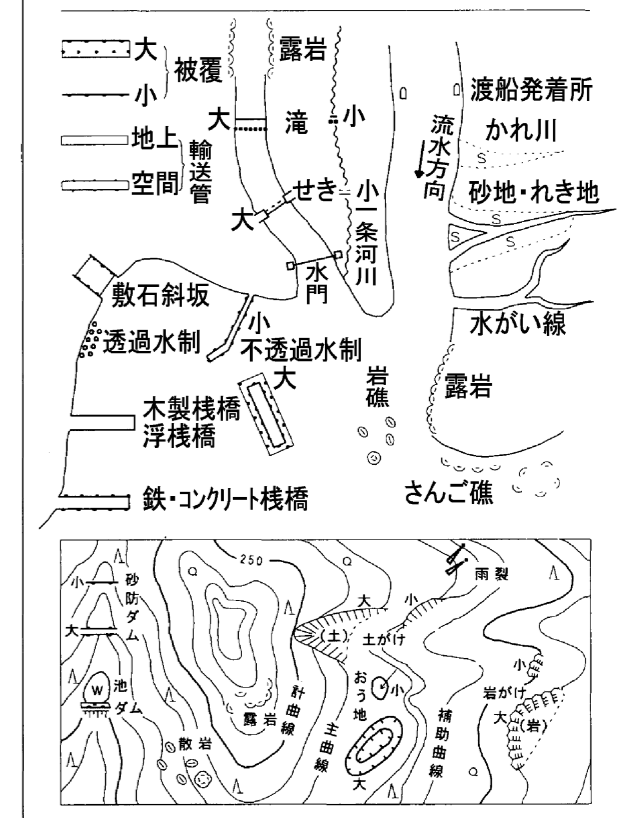 大
小
被覆
地上
空間
輸送管
露岩
大
滝
小
大
せき
小
一条河川
水門
流水方向
渡船発着所
かれ川
S
砂地・れき地
S
S
S
水がい線
敷石斜坂
透過水制
小
不透過水制
大
岩礁
露岩
木製桟橋
浮桟橋
鉄・コンクリート桟橋
さんご礁
250
小
砂防ダム
大
W
池
ダム
散岩
露岩
計曲線
主曲線
大
小
(土)
土がけ
おう地
小
大
補助曲線
雨裂
小
岩がけ
大
(岩)